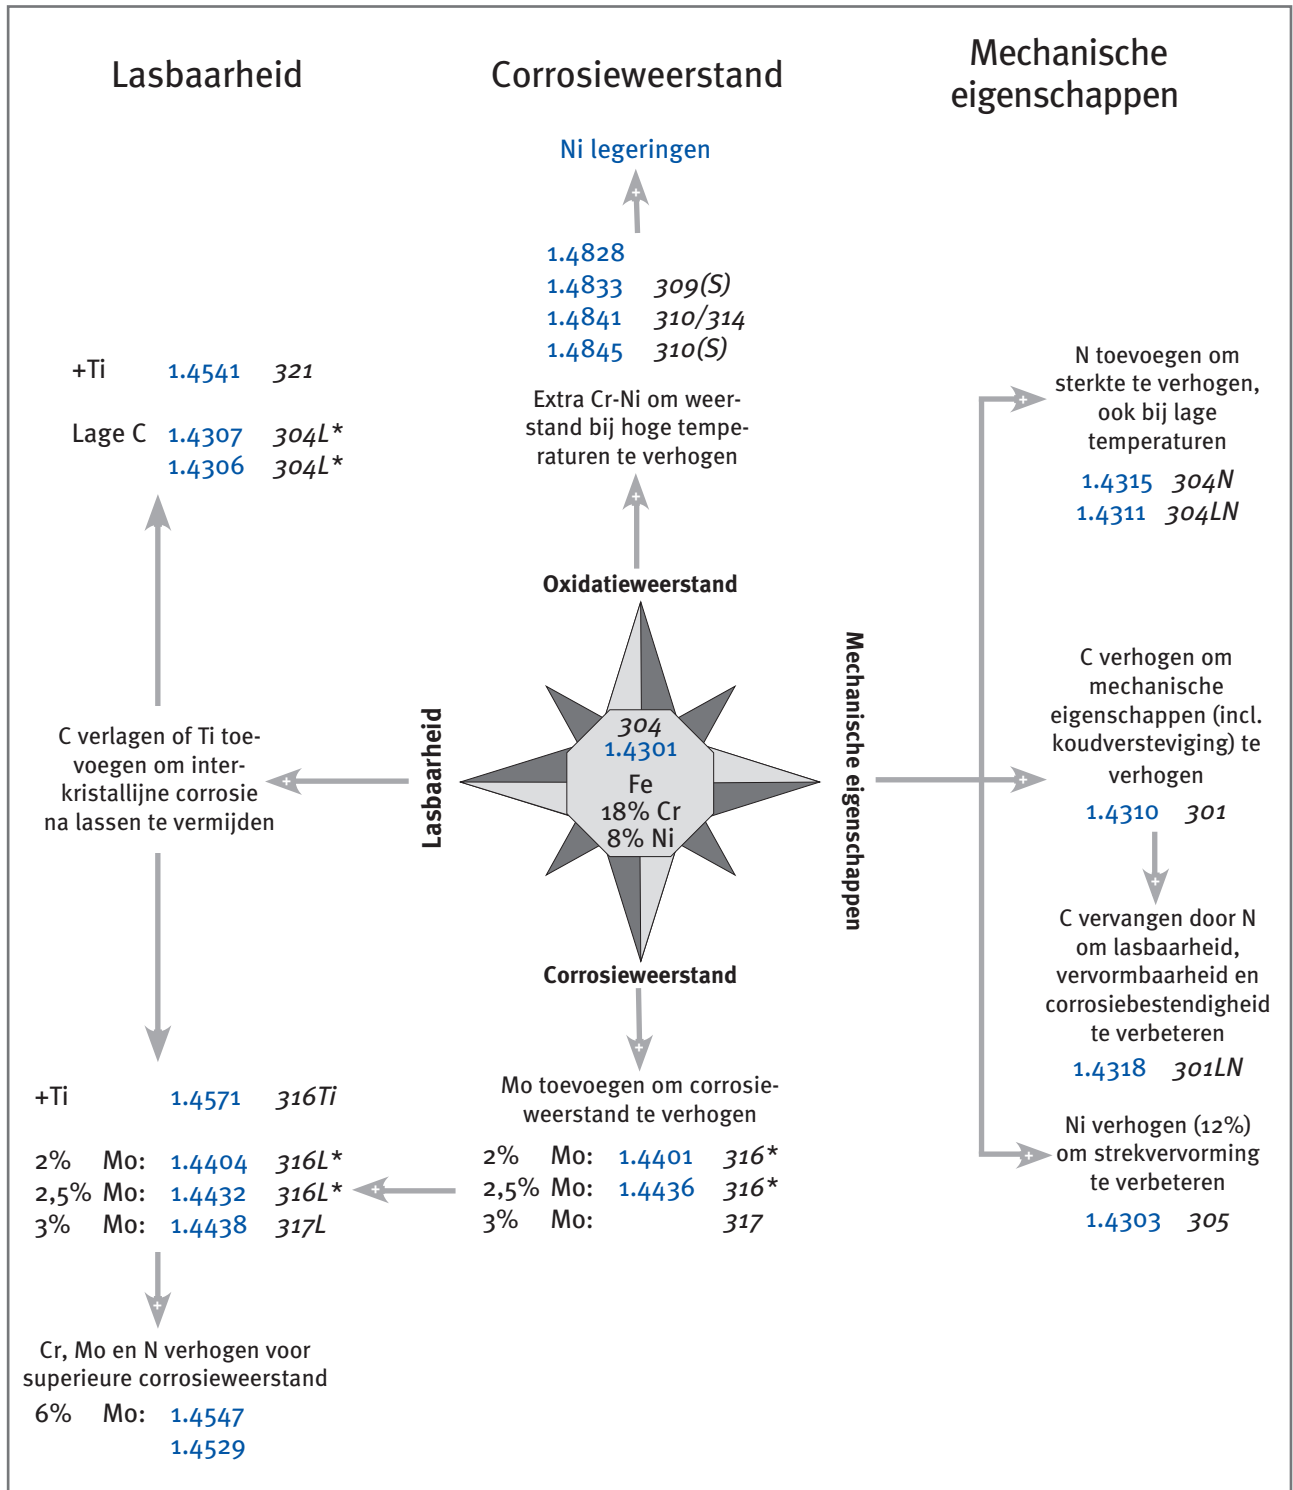 Lasbaarheid
Corrosieweerstand
Mechanische
eigenschappen
Ni legeringen
1.4828
1.4833 309(S)
1.4841 310/314
1.4845 310(S)
Extra Cr-Ni om weer-
stand bij hoge tempe-
raturen te verhogen
+Ti 1.4541 321
Lage C 1.4307 304L*
1.4306 304L*
N toevoegen om
sterkte te verhogen,
ook bij lage
temperaturen
1.4315 304N
1.4311 304LN
Oxidatieweerstand
C verlagen of Ti toe-
voegen om inter-
kristallijne corrosie
na lassen te vermijden
Lasbaarheid
304
1.4301
Fe
18% Cr
8% Ni
Mechanische eigenschappen
C verhogen om
mechanische
eigenschappen (incl.
koudversteviging) te
verhogen
1.4310 301
C vervangen door N
om lasbaarheid,
vervormbaarheid en
corrosiebestendigheid
te verbeteren
1.4318 301LN
Ni verhogen (12%)
om strekvervorming
te verbeteren
1.4303 305
Corrosieweerstand
Mo toevoegen om corrosie-
weerstand te verhogen
2% Mo: 1.4401 316*
2,5% Mo: 1.4436 316*
3% Mo: 317
+Ti 1.4571 316Ti
2% Mo: 1.4404 316L*
2,5% Mo: 1.4432 316L*
3% Mo: 1.4438 317L
Cr, Mo en N verhogen voor
superieure corrosieweerstand
6% Mo: 1.4547
1.4529